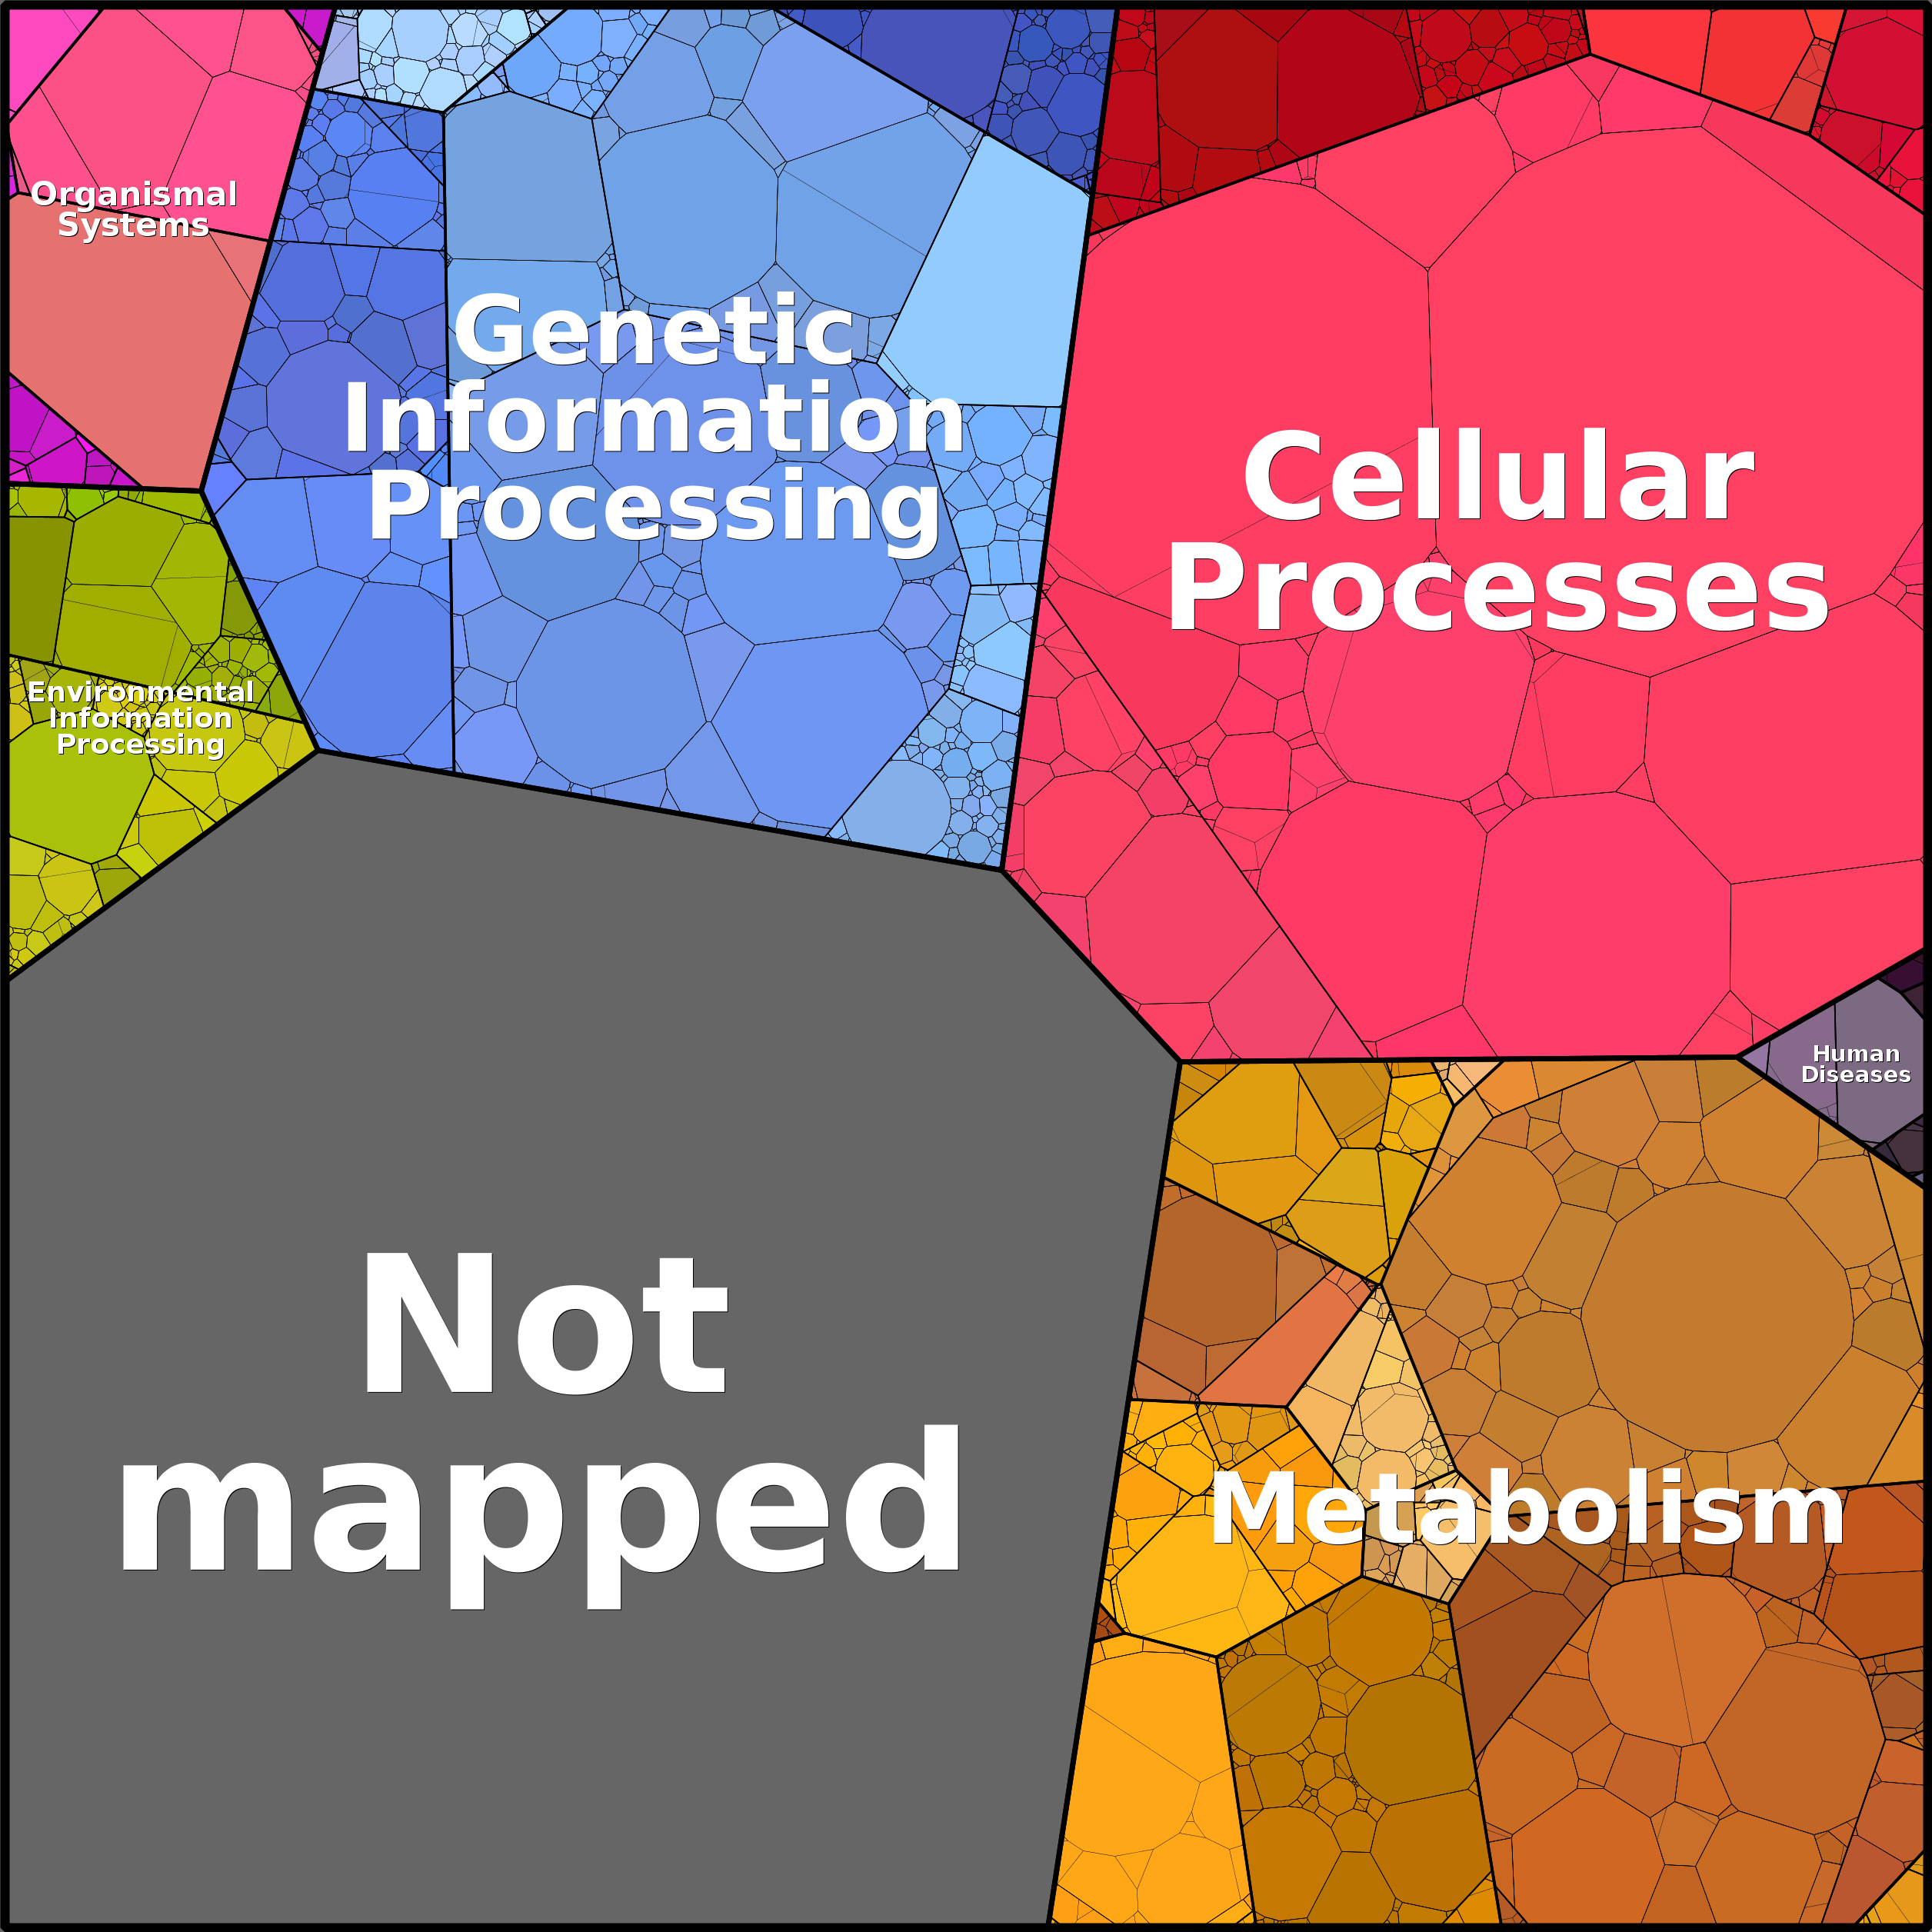 Organismal
Systems
Genetic
Information
Processing
Cellular
Processes
Environmental
Information
Processing
Human
Diseases
Not
mapped
Metabolism